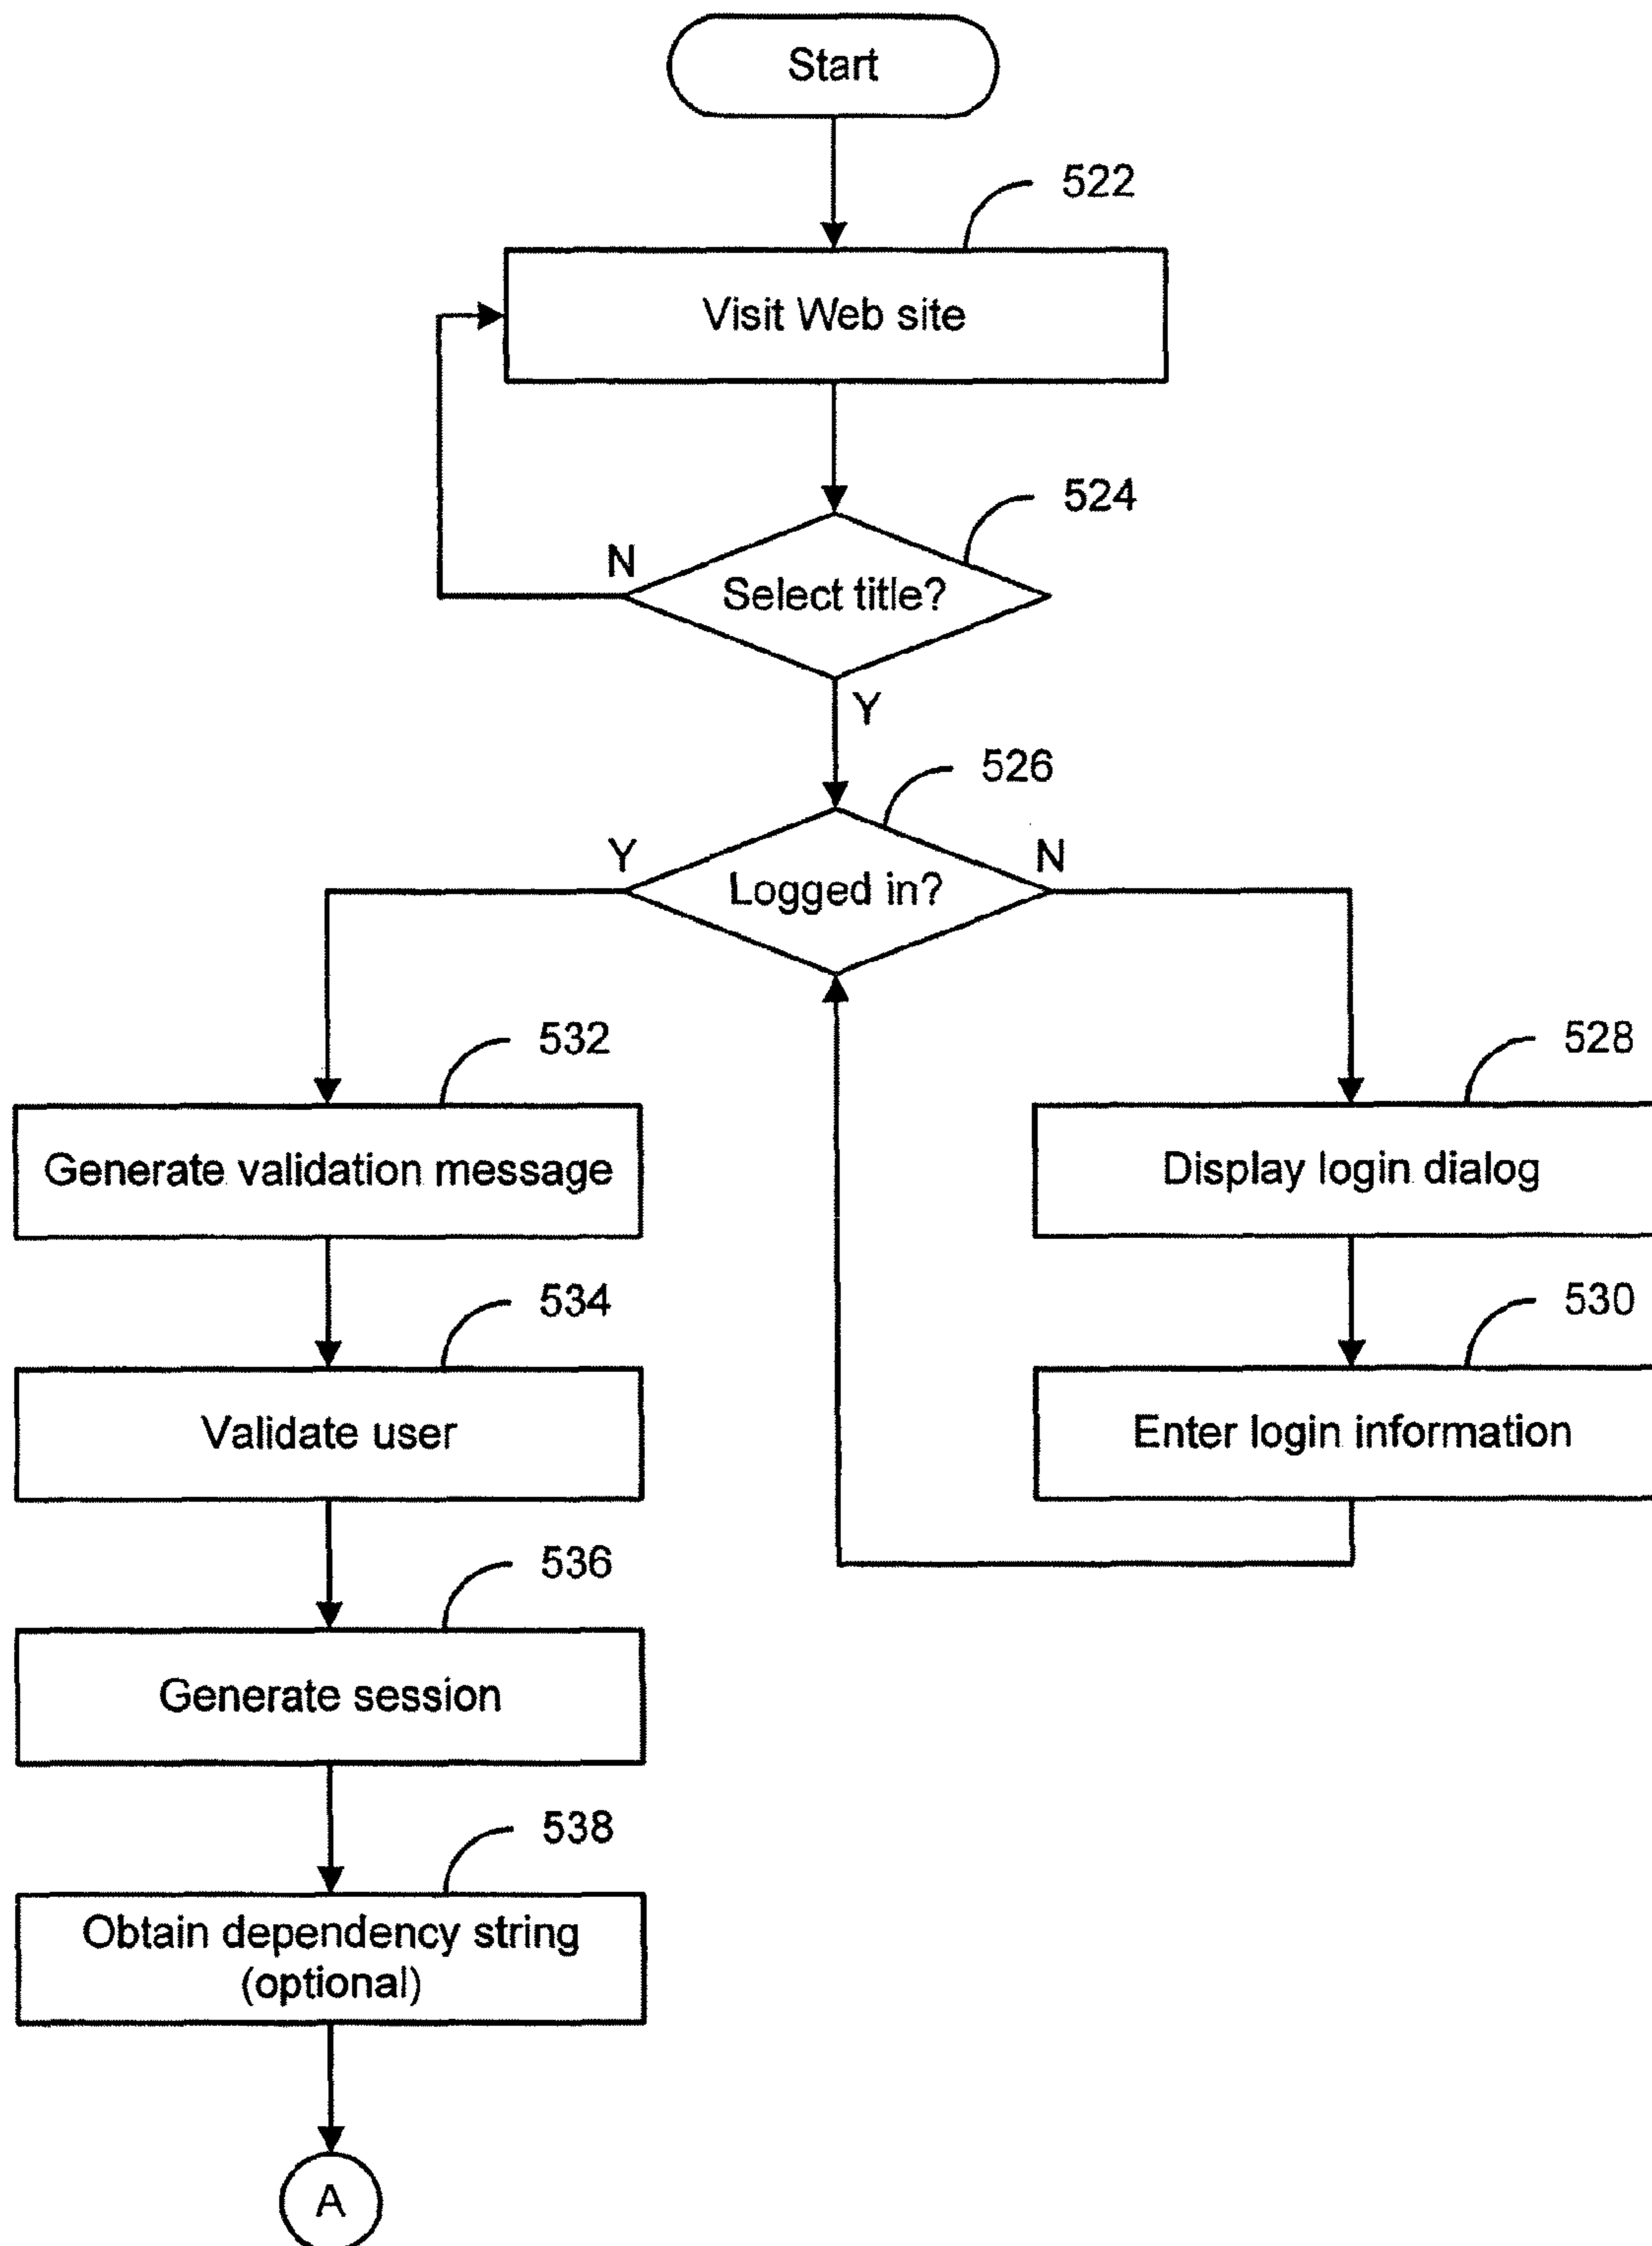 Start
522
Visit Web site
524
N
Select title?
Y
526
Y
N
Logged in?
532
528
Generate validation message
Display login dialog
534
530
Validate user
Enter login information
536
Generate session
538
Obtain dependency string
(optional)
A